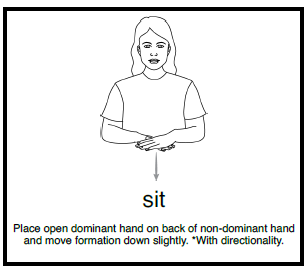 sit
Place open dominant hand on back of non-dominant hand
and move formation down slightly. *With directionality.